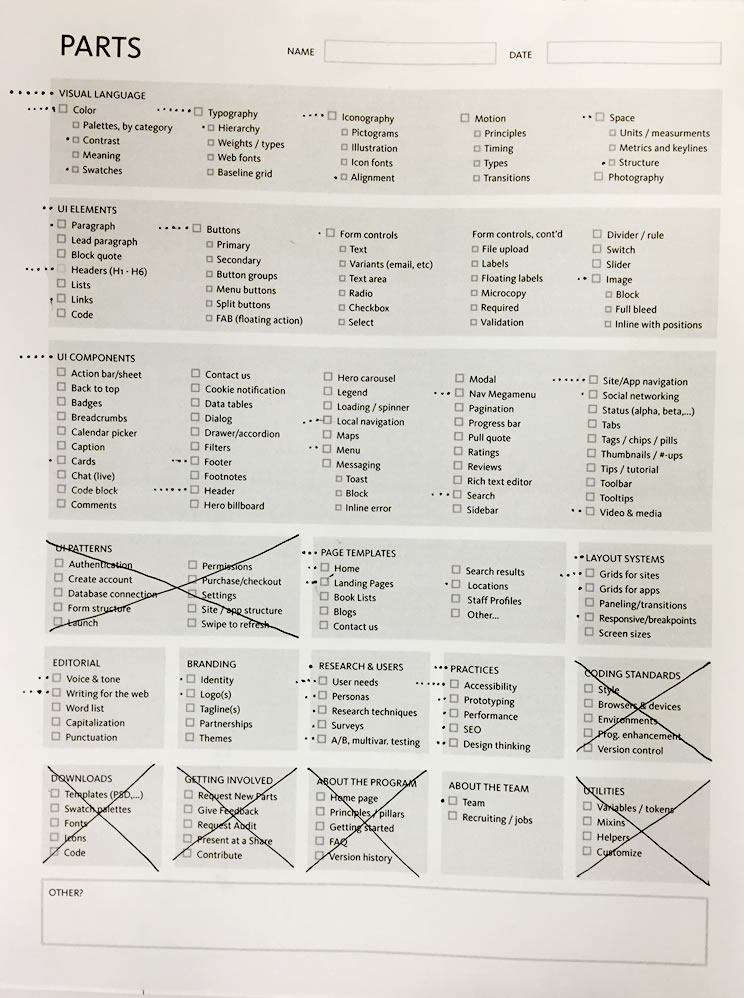 PARTS
NAME
DATE
VISUAL LANGUAGE
Color
Palettes, by category
Contrast
Meaning
Swatches
Typography
Hierarchy
Weights / types
Web fonts
Baseline grid
Iconography
Pictograms
Illustration
Icon fonts
Alignment
Motion
Principles
Timing
Types
Transitions
Space
Units / measurments
Metrics and keylines
Structure
Photography
UI ELEMENTS
Paragraph
Lead paragraph
Block quote
Headers (H1 - H6)
Lists
Links
Code
Buttons
Primary
Secondary
Button groups
Menu buttons
Split buttons
FAB (floating action)
Form controls
Text
Variants (email, etc)
Text area
Radio
Checkbox
Select
Form controls, cont'd
File upload
Labels
Floating labels
Microcopy
Required
Validation
Divider / rule
Switch
Slider
Image
Block
Full bleed
Inline with positions
UI COMPONENTS
Action bar/sheet
Back to top
Badges
Breadcrumbs
Calendar picker
Caption
Cards
Chat (live)
Code block
Comments
Contact us
Cookie notification
Data tables
Dialog
Drawer/accordion
Filters
Footer
Footnotes
Header
Hero billboard
Hero carousel
Legend
Loading / spinner
Local navigation
Maps
Menu
Messaging
Toast
Block
Inline error
Modal
Nav Megamenu
Pagination
Progress bar
Pull quote
Ratings
Reviews
Rich text editor
Search
Sidebar
Site/App navigation
Social networking
Status (alpha, beta,...)
Tabs
Tags / chips / pills
Thumbnails / #-ups
Tips / tutorial
Toolbar
Tooltips
Video & media
UI PATTERNS
Authentication
Create account
Database connection
Form structure
Launch
Permissions
Purchase/checkout
Settings
Site / app structure
Swipe to refresh
PAGE TEMPLATES
Home
Landing Pages
Book Lists
Blogs
Contact us
Search results
Locations
Staff Profiles
Other...
LAYOUT SYSTEMS
Grids for sites
Grids for apps
Paneling/transitions
Responsive/breakpoints
Screen sizes
EDITORIAL
Voice & tone
Writing for the web
Word list
Capitalization
Punctuation
BRANDING
Identity
Logo(s)
Tagline(s)
Partnerships
Themes
RESEARCH & USERS
User needs
Personas
Research techniques
Surveys
A/B, multivar. testing
PRACTICES
Accessibility
Prototyping
Performance
SEO
Design thinking
CODING STANDARDS
Style
Browsers & devices
Environments
Prog. enhancement
Version control
DOWNLOADS
Templates (PSD,...)
Swatch palettes
Fonts
Icons
Code
GETTING INVOLVED
Request New Parts
Give Feedback
Request Audit
Present at a Share
Contribute
ABOUT THE PROGRAM
Home page
Principles / pillars
Getting started
FAQ
Version history
ABOUT THE TEAM
Team
Recruiting / jobs
UTILITIES
Variables / tokens
Mixins
Helpers
Customize
OTHER?